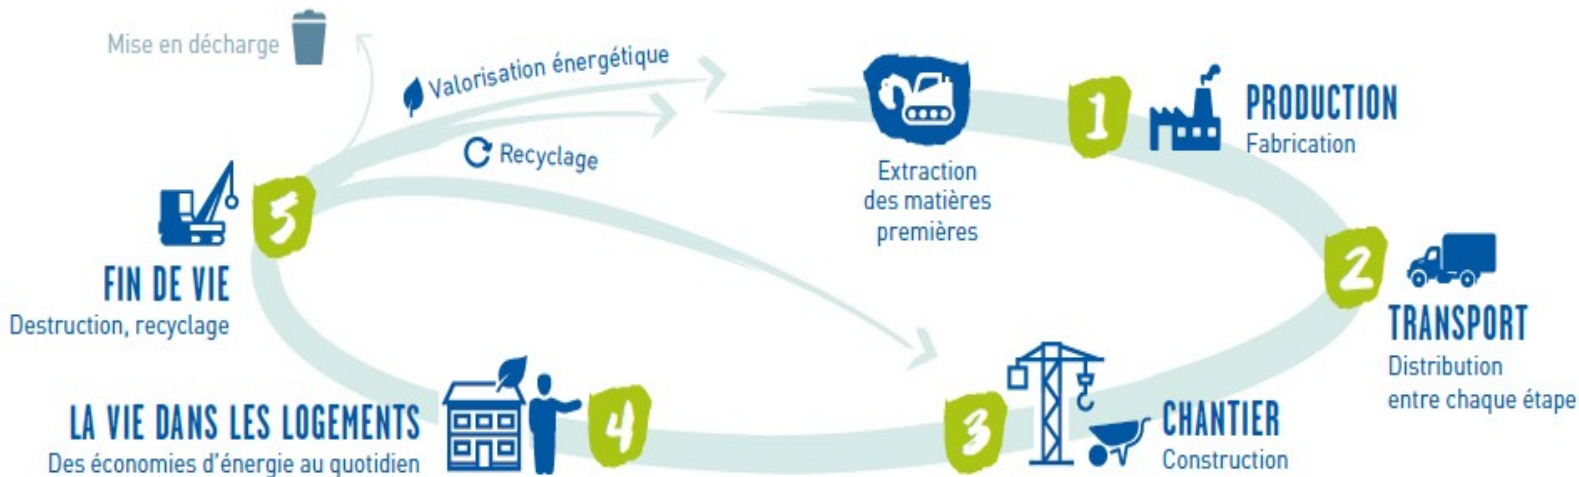 Mise en décharge
Valorisation énergétique
Recyclage
Extraction
des matières
premières
1
PRODUCTION
Fabrication
2
TRANSPORT
Distribution
entre chaque étape
3
CHANTIER
Construction
4
LA VIE DANS LES LOGEMENTS
Des économies d'énergie au quotidien
5
FIN DE VIE
Destruction, recyclage